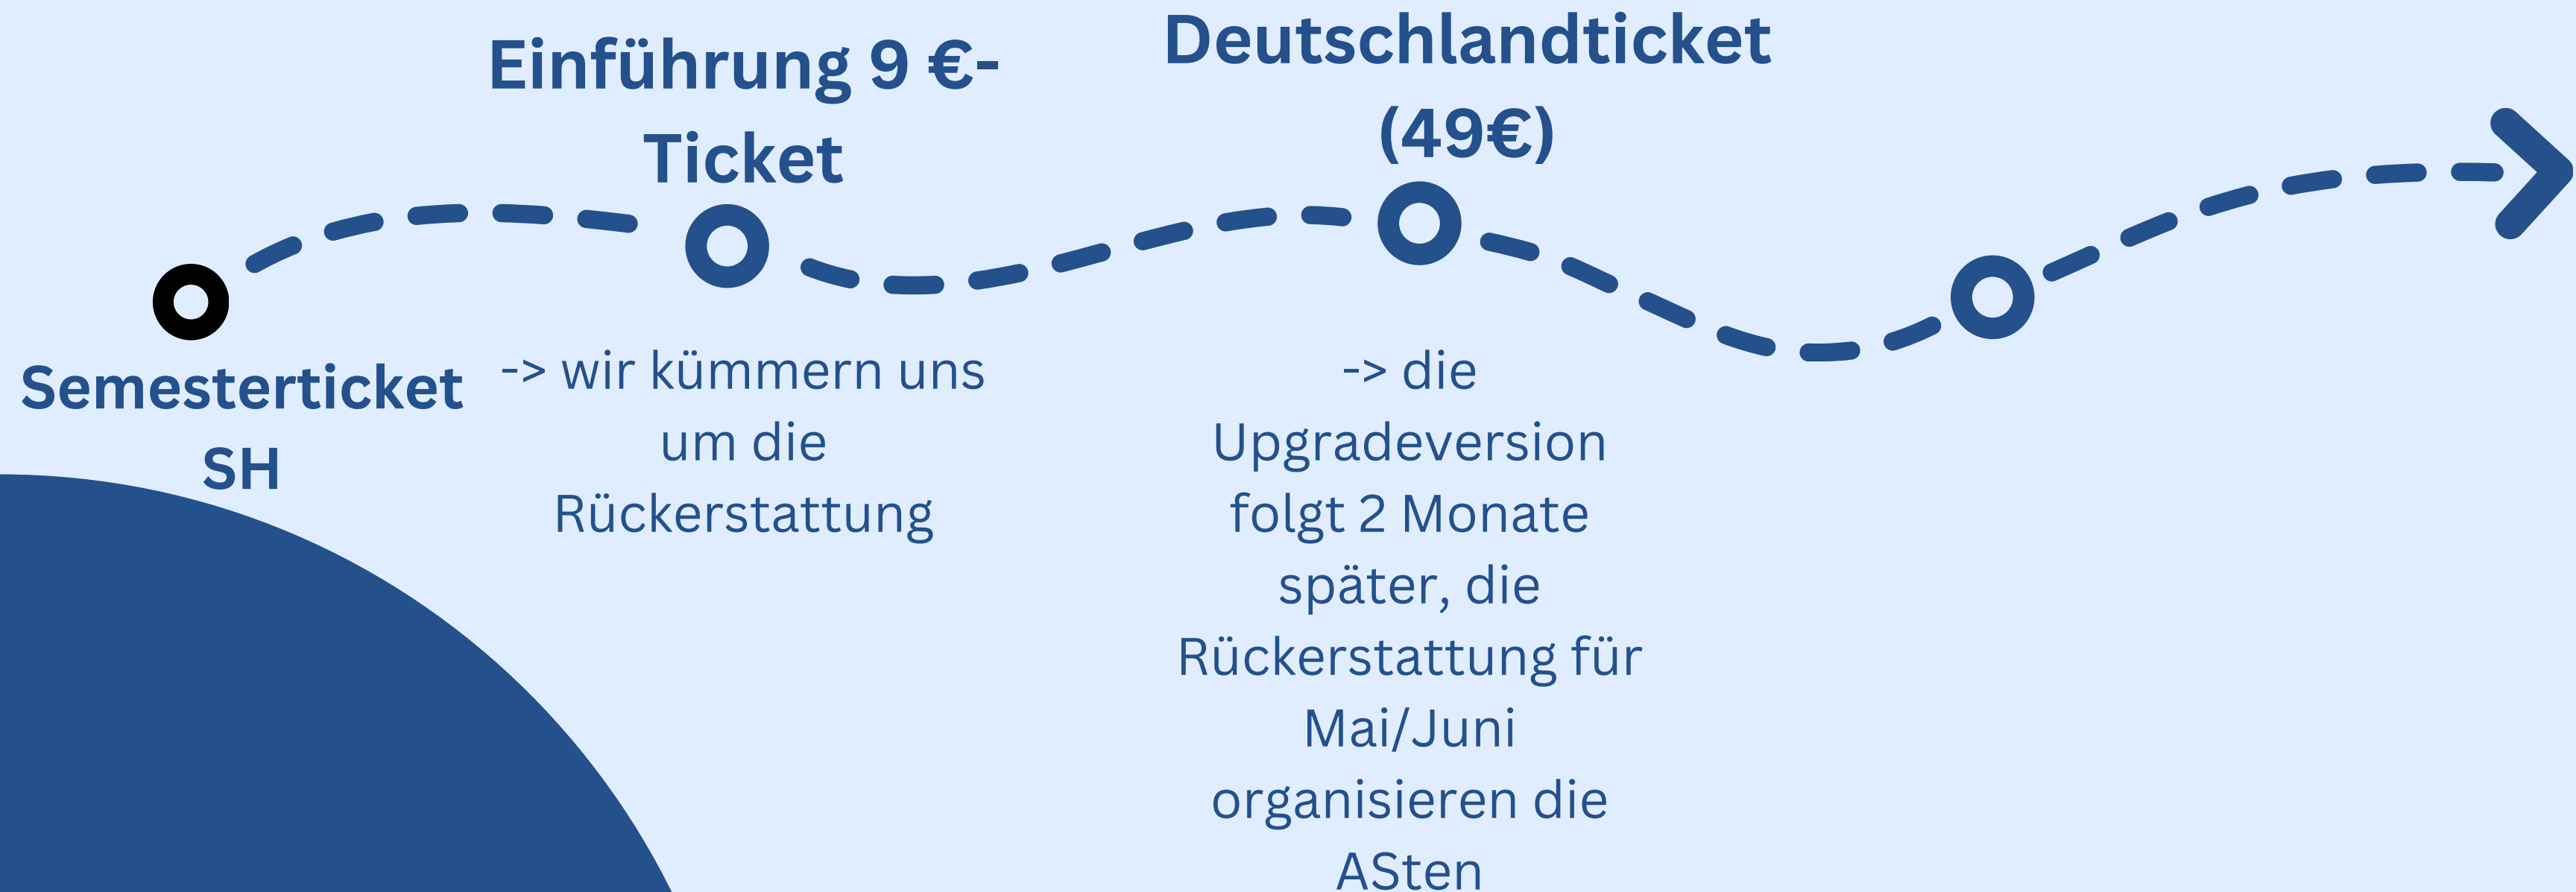 Semesterticket
SH
Einführung 9 €-
Ticket
-> wir kümmern uns
um die
Rückerstattung
Deutschlandticket
(49€)
-> die
Upgradeversion
folgt 2 Monate
später, die
Rückerstattung für
Mai/Juni
organisieren die
ASten